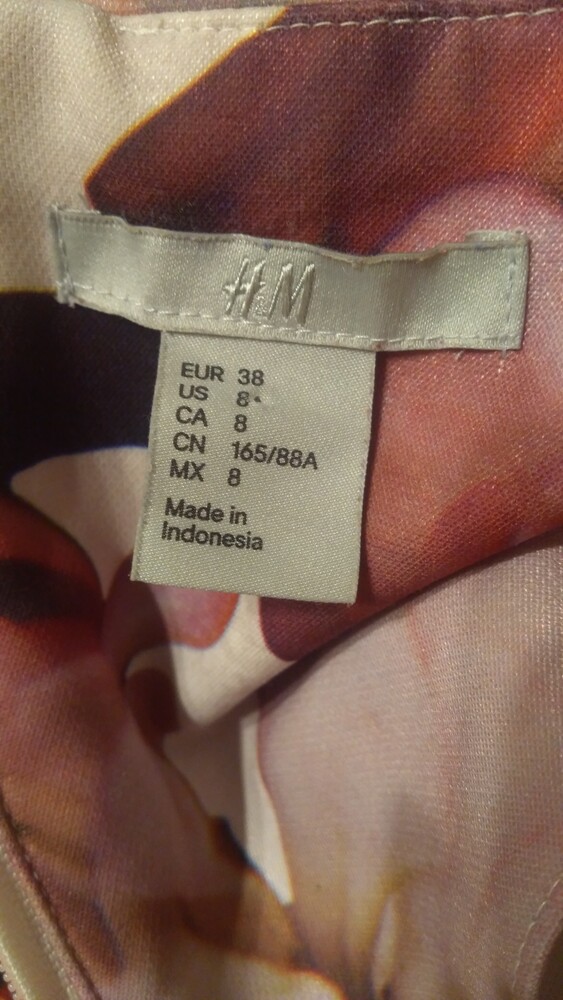 H&M
EUR 38
US 8
CA 8
CN 165/88A
MX 8
Made in
Indonesia